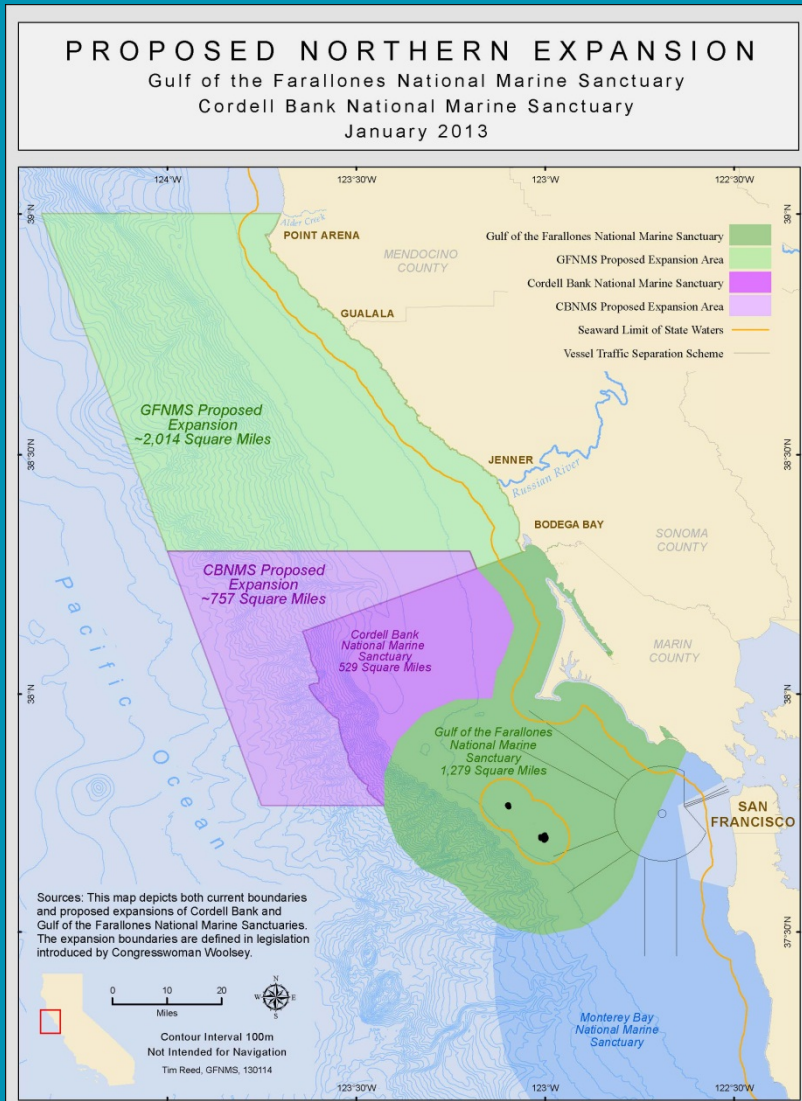 PROPOSED NORTHERN EXPANSION
Gulf of the Farallones National Marine Sanctuary
Cordell Bank National Marine Sanctuary
January 2013
124°W
123°30'W
123°W
122°30'W
39°N
39°N
Alder Creek
POINT ARENA
MENDOCINO
COUNTY
GUALALA
Gulf of the Farallones National Marine Sanctuary
GFNMS Proposed Expansion Area
Cordell Bank National Marine Sanctuary
CBNMS Proposed Expansion Area
Seaward Limit of State Waters
Vessel Traffic Separation Scheme
GFNMS Proposed
Expansion
~2,014 Square Miles
38°30'N
38°30'N
JENNER
Russian River
BODEGA BAY
SONOMA
COUNTY
CBNMS Proposed
Expansion
~757 Square Miles
Cordell Bank
National Marine
Sanctuary
529 Square Miles
MARIN
COUNTY
38°N
38°N
Pacific Ocean
Gulf of the Farallones
National Marine
Sanctuary
1,279 Square Miles
SAN
FRANCISCO
Sources: This map depicts both current boundaries
and proposed expansions of Cordell Bank and
Gulf of the Farallones National Marine Sanctuaries.
The expansion boundaries are defined in legislation
introduced by Congresswoman Woolsey.
37°30'N
0 10 20
Miles
N
W E
S
Contour Interval 100m
Not Intended for Navigation
Tim Reed, GFNMS, 130114
Monterey Bay
National Marine
Sanctuary
123°30'W
123°W
122°30'W